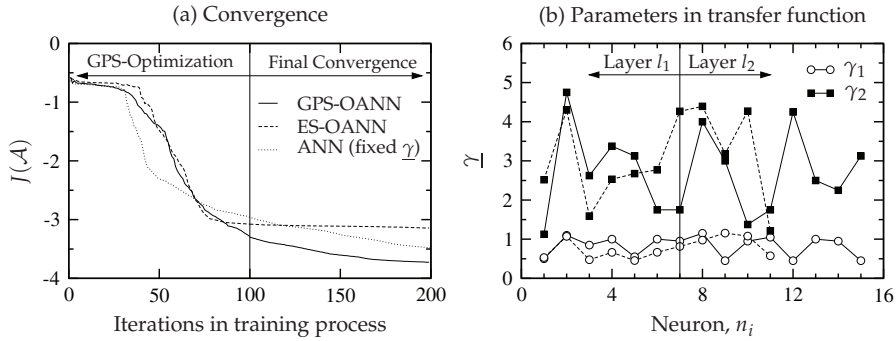 (a) Convergence
0
-1
-2
-3
-4
J(A)
GPS-Optimization
Final Convergence
GPS-OANN
ES-OANN
ANN (fixed γ)
0
50
100
150
200
Iterations in training process
(b) Parameters in transfer function
6
5
4
3
2
1
0
γ
Layer l1
Layer l2
γ1
γ2
0
4
8
12
16
Neuron, ni